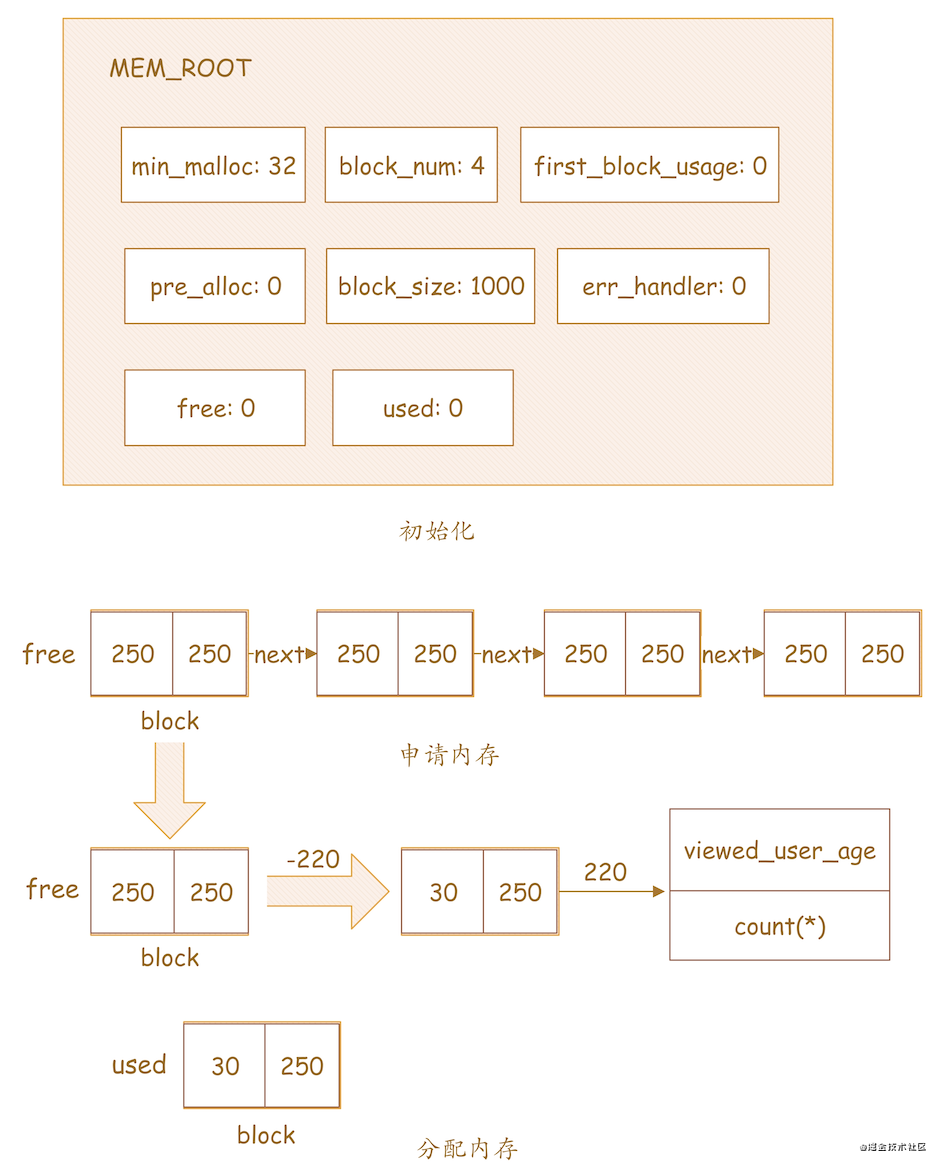 MEM_ROOT
min_malloc: 32 block_num: 4 first_block_usage: 0
pre_alloc: 0 block_size: 1000 err_handler: 0
free: 0 used: 0
初始化
free 250 250 next 250 250 next 250 250 next 250 250
block
申请内存
free 250 250 -220 30 250 220 viewed_user_age
count(*)
block
used 30 250
block
分配内存
@掘金技术社区